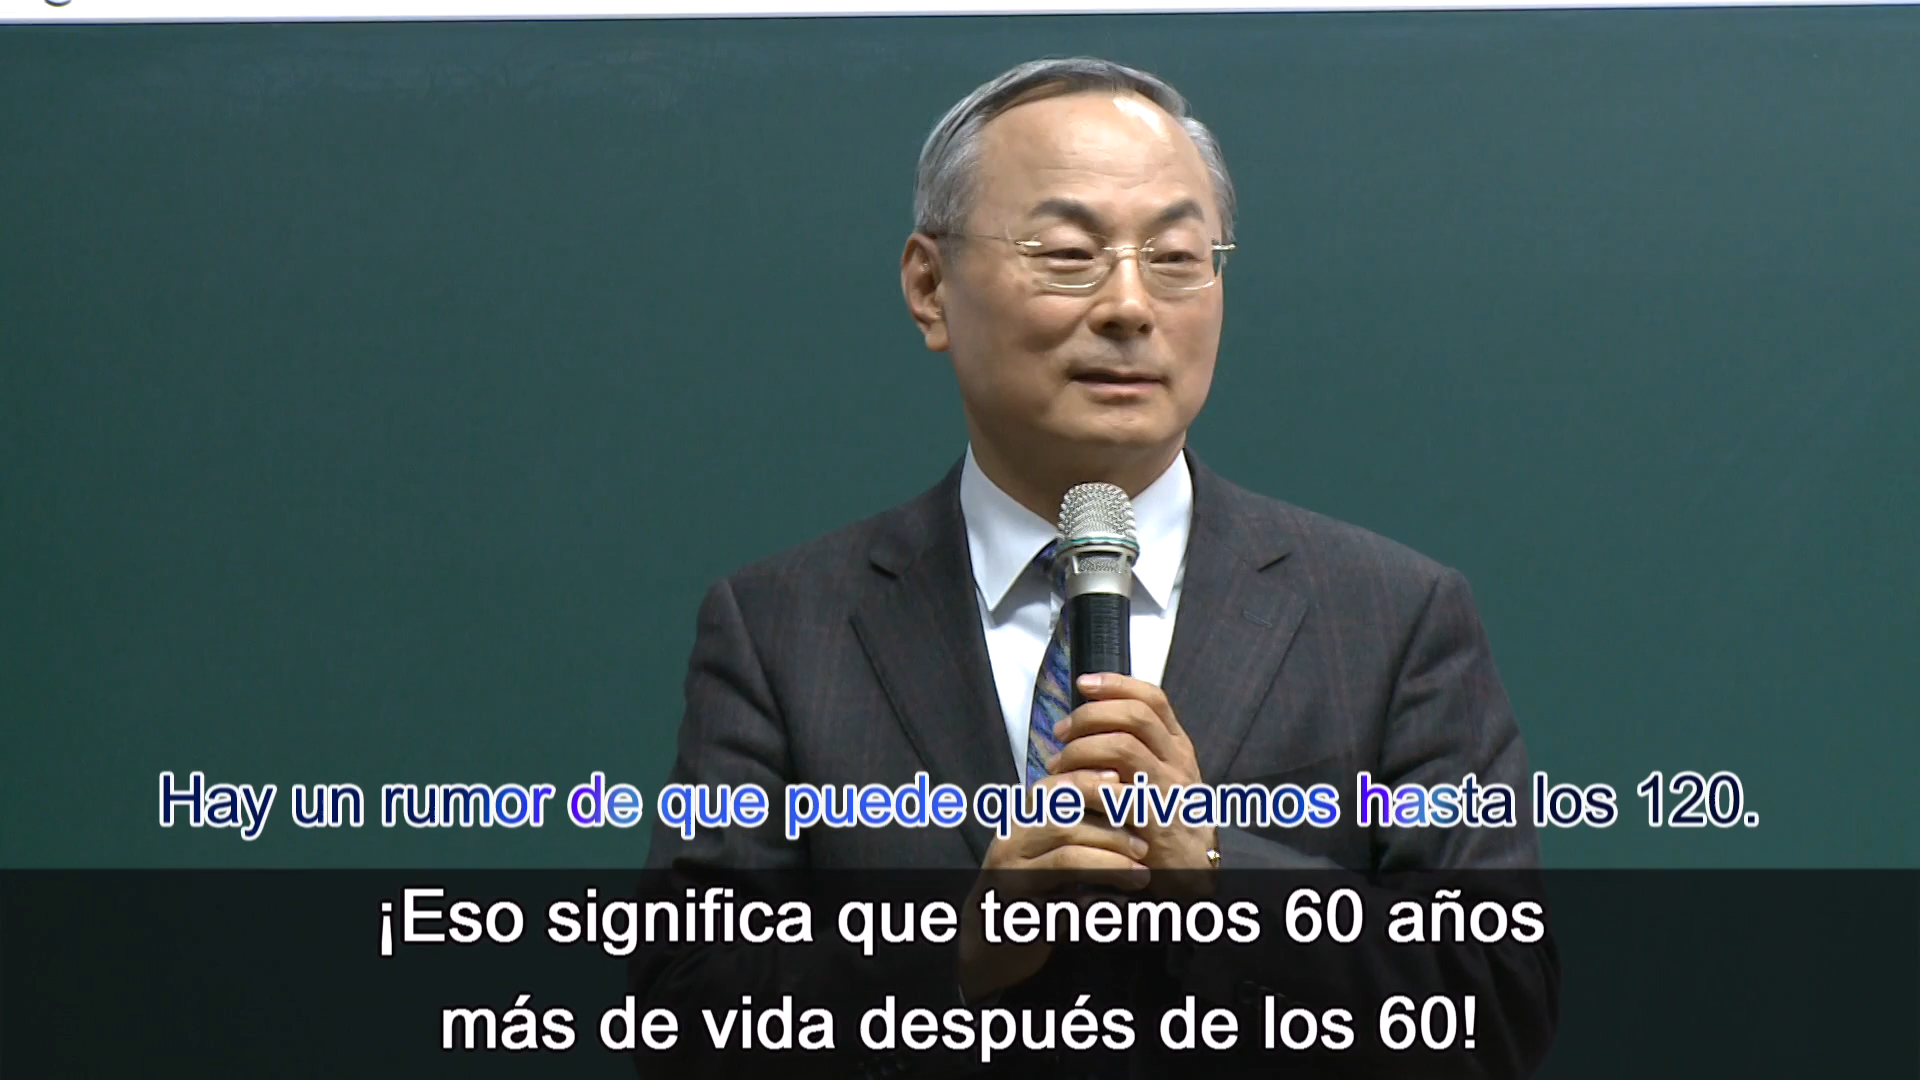 Hay un rumor de que puede que vivamos hasta los 120.
¡Eso significa que tenemos 60 años
más de vida después de los 60!